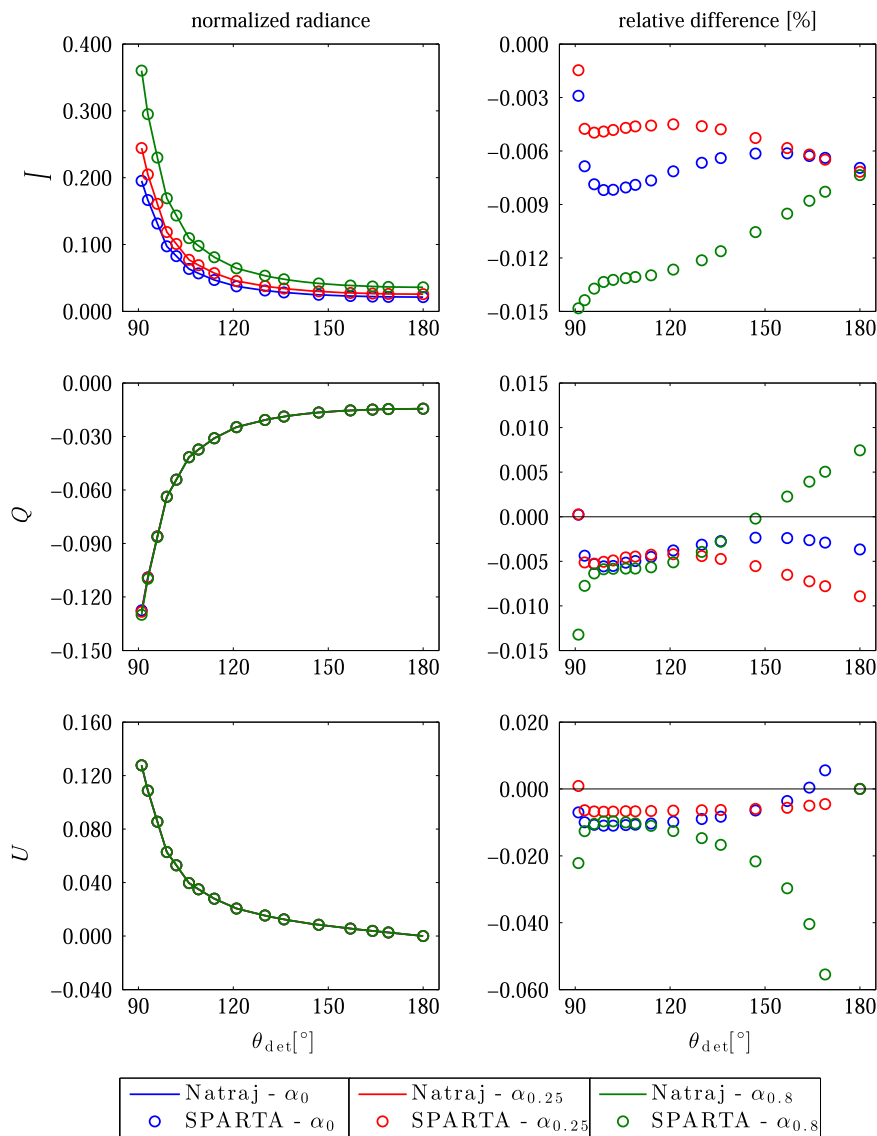 normalized radiance
relative difference [%]
I
0.400
0.300
0.200
0.100
0.000
90 120 150 180
0.000
−0.003
−0.006
−0.009
−0.012
−0.015
90 120 150 180
Q
0.000
−0.030
−0.060
−0.090
−0.120
−0.150
90 120 150 180
0.015
0.010
0.005
0.000
−0.005
−0.010
−0.015
90 120 150 180
U
0.160
0.120
0.080
0.040
0.000
−0.040
90 120 150 180
θdet[°]
0.020
0.000
−0.020
−0.040
−0.060
90 120 150 180
θdet[°]
Natraj - α0
SPARTA - α0
Natraj - α0.25
SPARTA - α0.25
Natraj - α0.8
SPARTA - α0.8